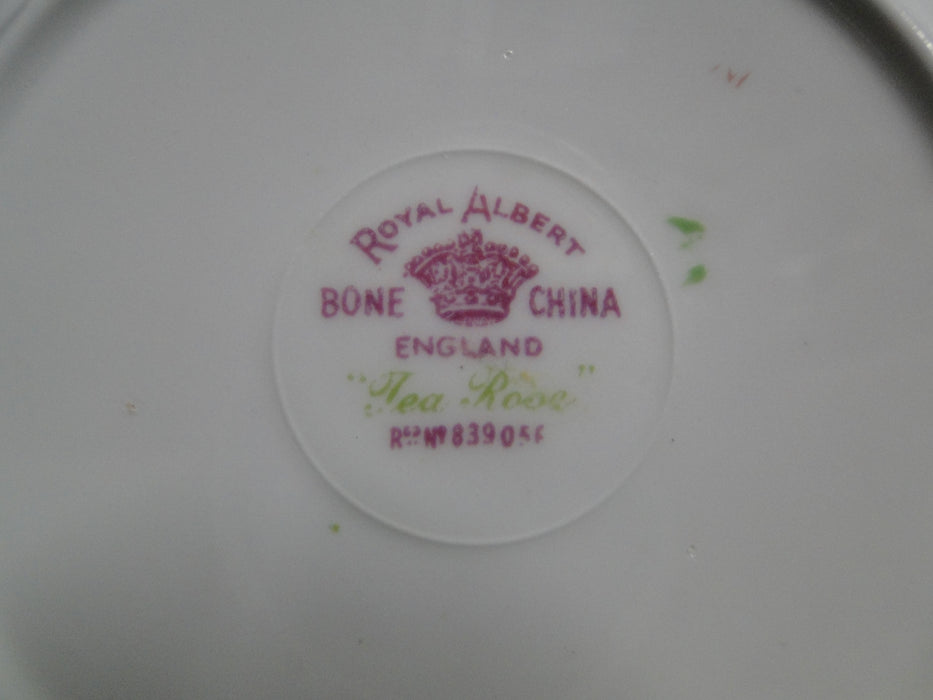 ROYAL ALBERT
BONE CHINA
ENGLAND
"Tea Rose"
Rᴰ Nº 839056